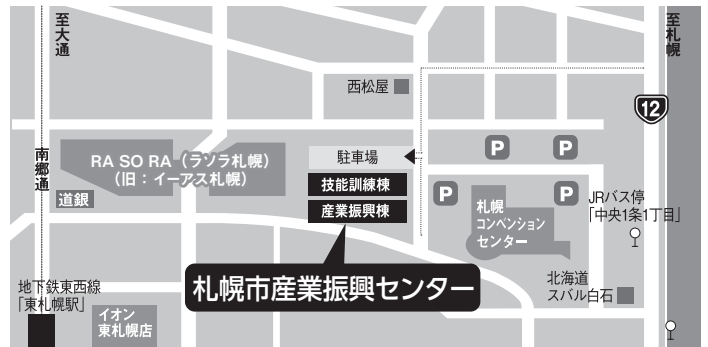 至大通
至札幌
西松屋
12
南郷通
RA SO RA（ラソラ札幌）
（旧：イーアス札幌）
道銀
駐車場
技能訓練棟
産業振興棟
P
P
P
P
札幌
コンベンション
センター
JRバス停
「中央1条1丁目」
札幌市産業振興センター
地下鉄東西線
「東札幌駅」
イオン
東札幌店
北海道
スバル白石